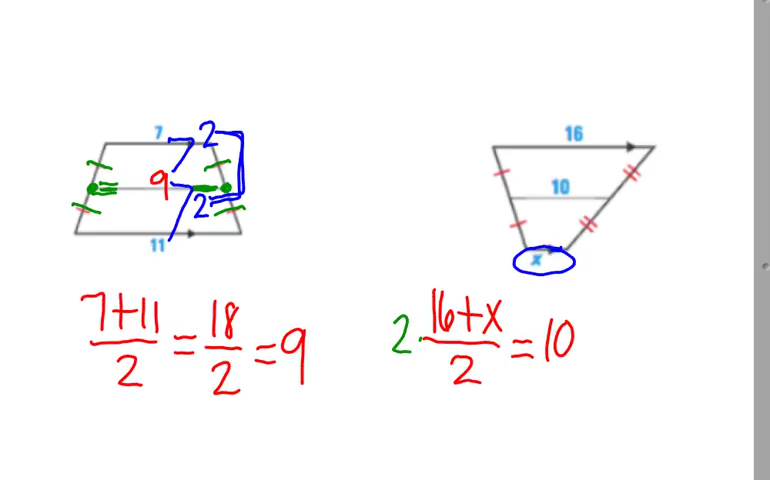 7 2
9
2
11
7+11/2 = 18/2 = 9
16
10
x
2· 16+x/2 = 10